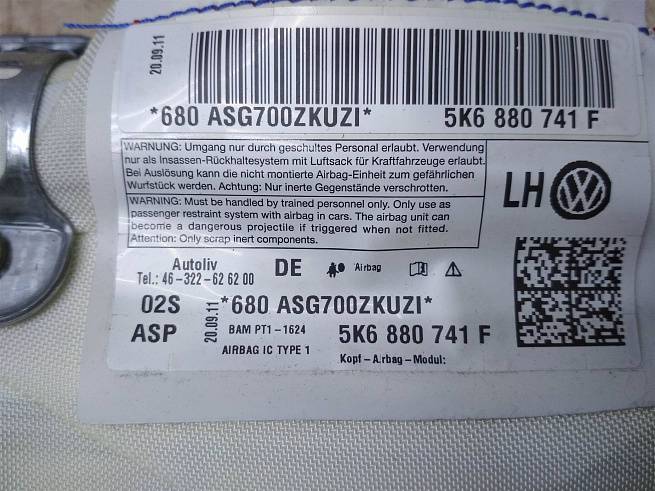 20.09.11
*680 ASG700ZKUZI* 5K6 880 741 F
WARNUNG: Umgang nur durch geschultes Personal erlaubt. Verwendung
nur als Insassen-Rückhaltesystem mit Luftsack für Kraftfahrzeuge erlaubt.
Bei Auslösung kann die nicht montierte Airbag-Einheit zum gefährlichen
Wurfstück werden. Achtung: Nur inerte Gegenstände verschrotten.
WARNING: Must be handled by trained personnel only. Only use as
passenger restraint system with airbag in cars. The airbag unit can
become a dangerous projectile if triggered when not fitted.
Attention: Only scrap inert components.
LH
Autoliv DE Airbag
Tel.: 46-322-62 62 00
02S 20.09.11 *680 ASG700ZKUZI*
ASP BAM PT1-1624 5K6 880 741 F
AIRBAG IC TYPE 1 Kopf-Airbag-Modul: